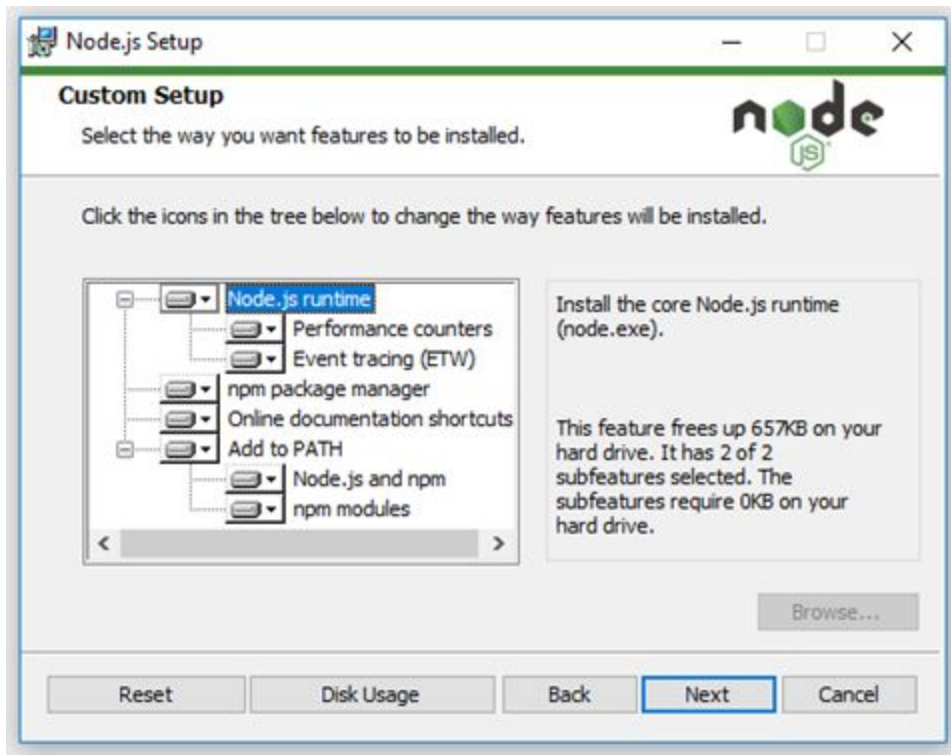 Node.js Setup
Custom Setup
Select the way you want features to be installed.
node
JS
Click the icons in the tree below to change the way features will be installed.
Node.js runtime
Performance counters
Event tracing (ETW)
npm package manager
Online documentation shortcuts
Add to PATH
Node.js and npm
npm modules
Install the core Node.js runtime
(node.exe).
This feature frees up 657KB on your
hard drive. It has 2 of 2
subfeatures selected. The
subfeatures require 0KB on your
hard drive.
Browse...
Reset
Disk Usage
Back
Next
Cancel